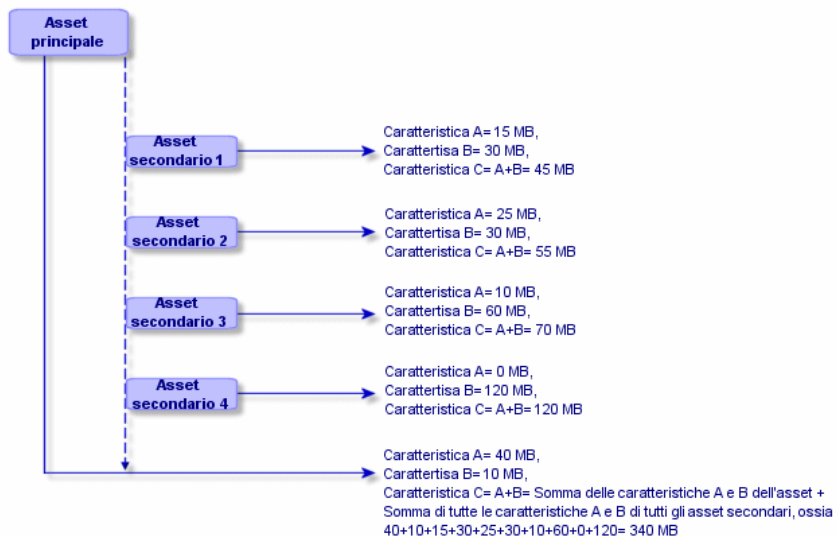 Asset
principale
Asset
secondario 1
Caratteristica A= 15 MB,
Carattertisa B= 30 MB,
Caratteristica C= A+B= 45 MB
Asset
secondario 2
Caratteristica A= 25 MB,
Carattertisa B= 30 MB,
Caratteristica C= A+B= 55 MB
Asset
secondario 3
Caratteristica A= 10 MB,
Carattertisa B= 60 MB,
Caratteristica C= A+B= 70 MB
Asset
secondario 4
Caratteristica A= 0 MB,
Carattertisa B= 120 MB,
Caratteristica C= A+B= 120 MB
Caratteristica A= 40 MB,
Carattertisa B= 10 MB,
Caratteristica C= A+B= Somma delle caratteristiche A e B dell'asset +
Somma di tutte le caratteristiche A e B di tutti gli asset secondari, ossia
40+10+15+30+25+30+10+60+0+120= 340 MB